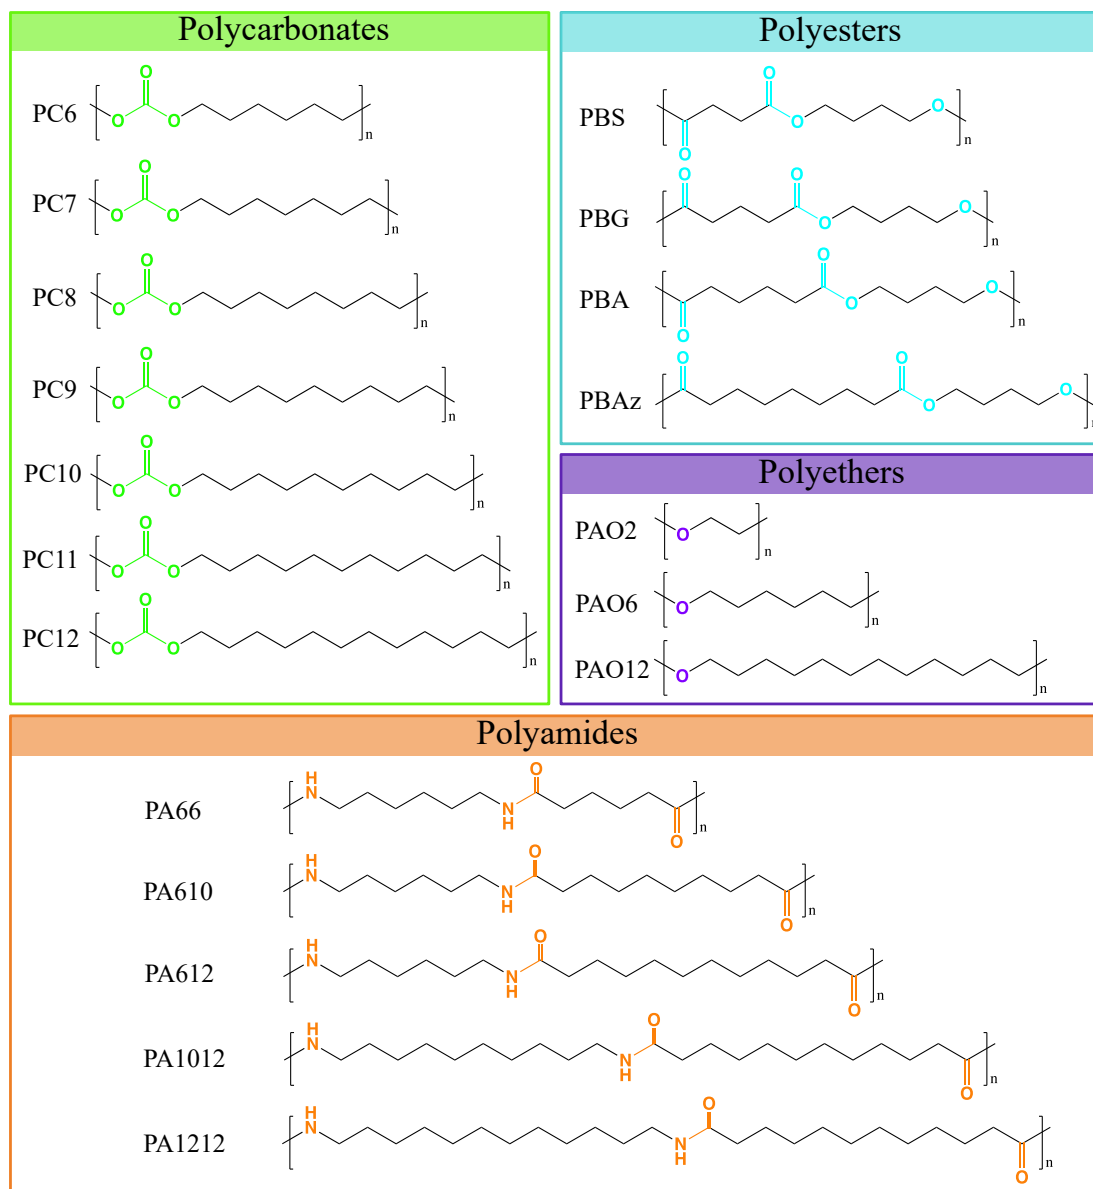 Polycarbonates
PC6
O
O
O
n
PC7
O
O
O
n
PC8
O
O
O
n
PC9
O
O
O
n
PC10
O
O
O
n
PC11
O
O
O
n
PC12
O
O
O
n
Polyesters
PBS
O
O
O
O
n
PBG
O
O
O
O
n
PBA
O
O
O
O
n
PBAz
O
O
O
O
n
Polyethers
PAO2
O
n
PAO6
O
n
PAO12
O
n
Polyamides
PA66
H
N
O
N
H
O
n
PA610
H
N
O
N
H
O
n
PA612
H
N
O
N
H
O
n
PA1012
H
N
O
N
H
O
n
PA1212
H
N
O
N
H
O
n